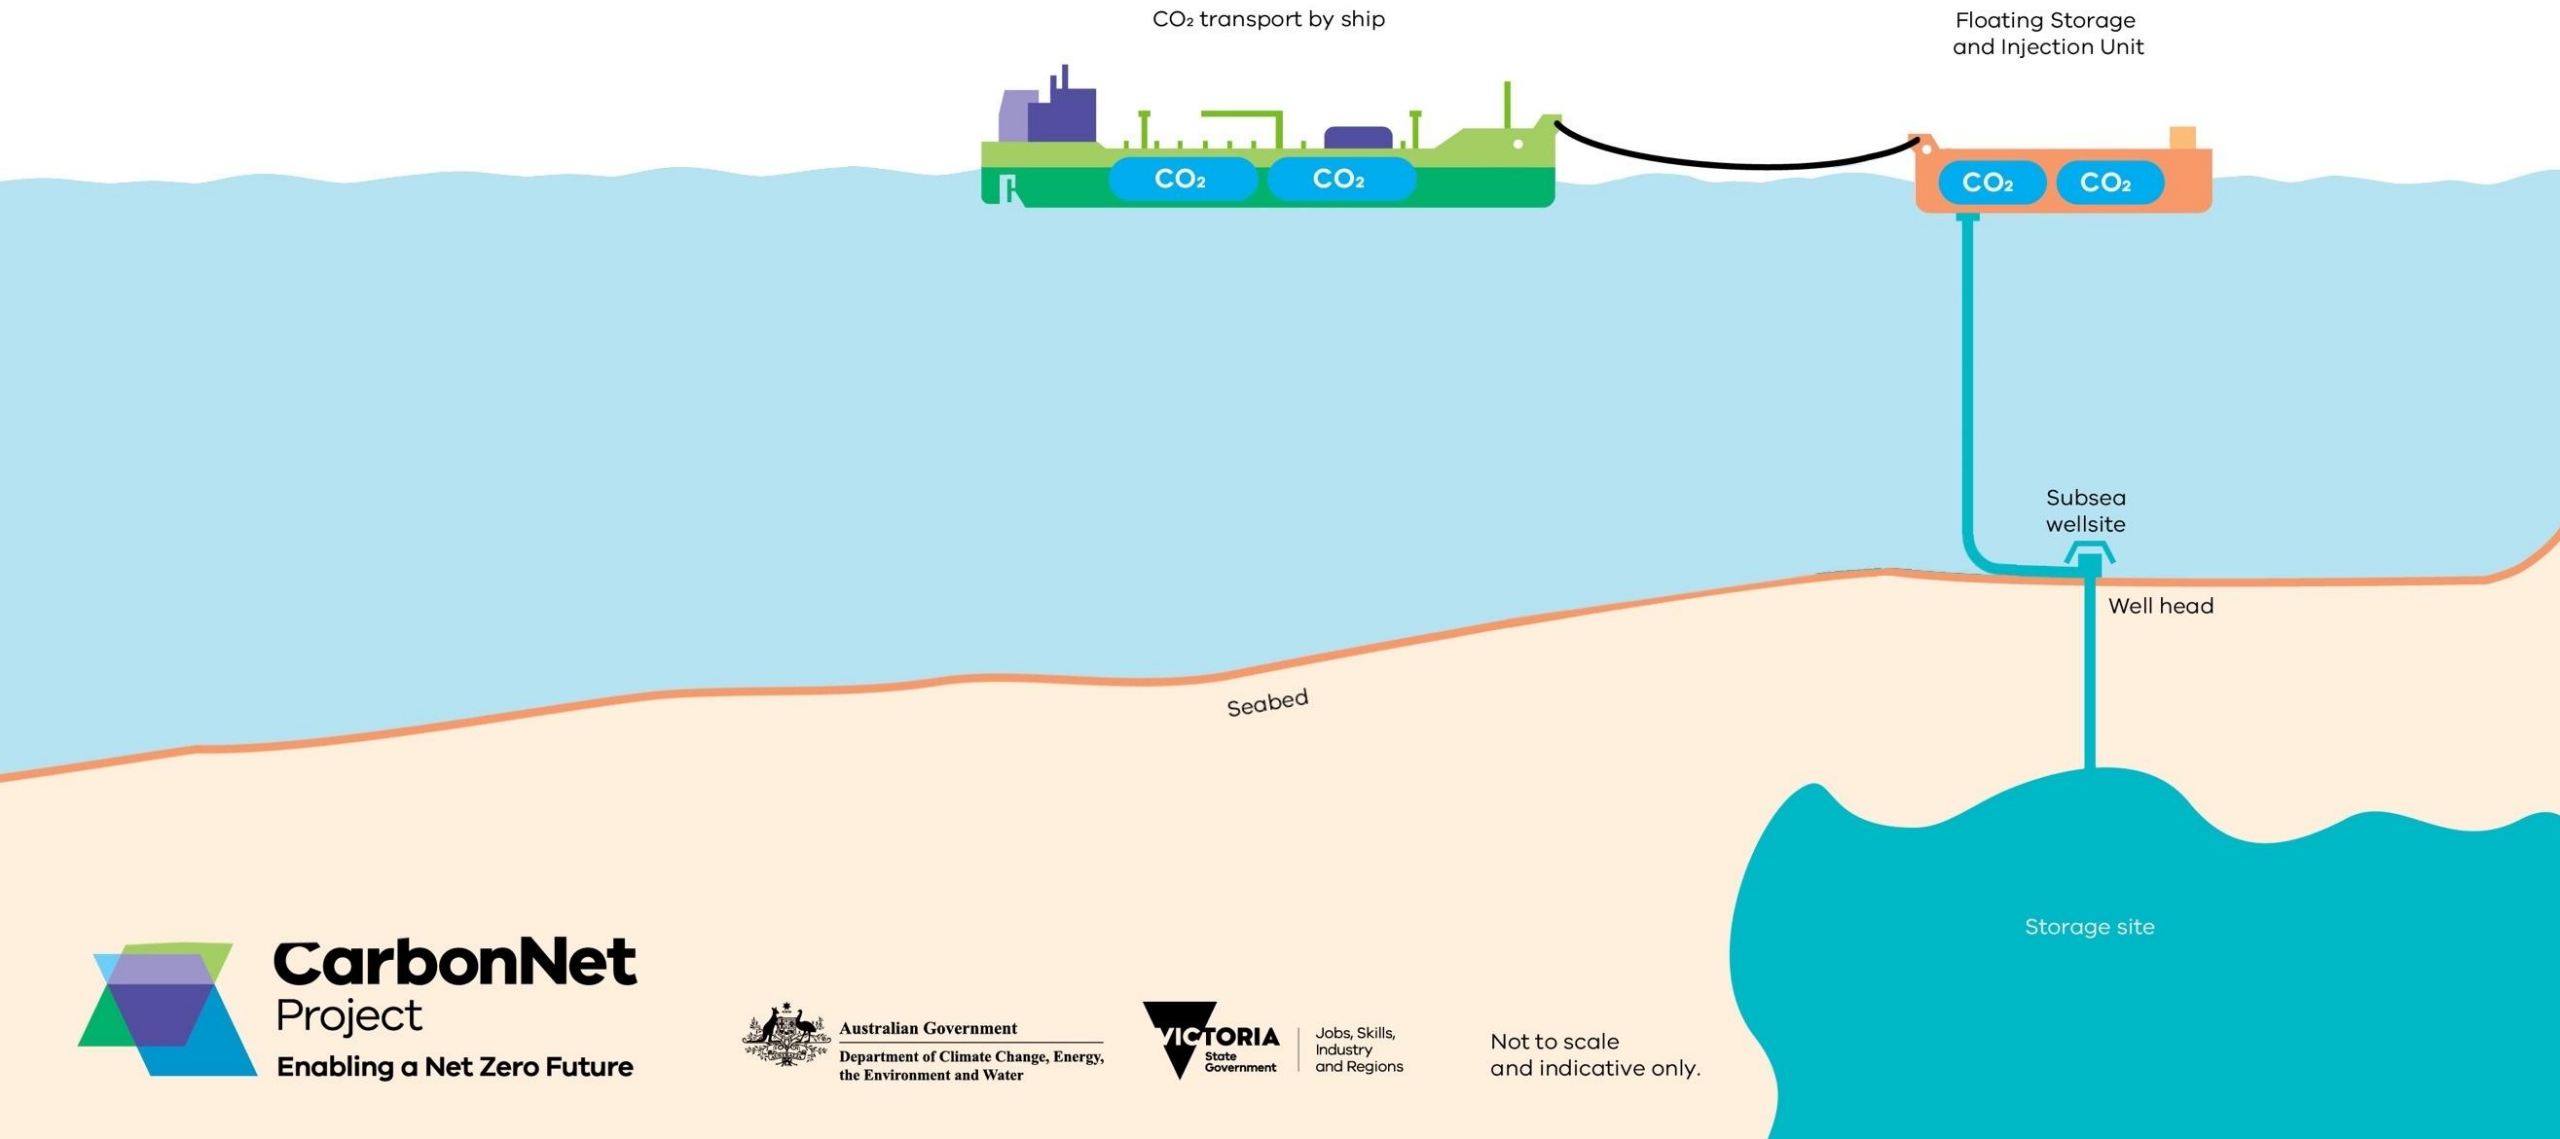 CO₂ transport by ship
Floating Storage
and Injection Unit
CO₂
CO₂
CO₂
CO₂
Subsea
wellsite
Well head
Seabed
Storage site
CarbonNet
Project
Enabling a Net Zero Future
Australian Government
Department of Climate Change, Energy,
the Environment and Water
VICTORIA
State
Government
Jobs, Skills,
Industry
and Regions
Not to scale
and indicative only.